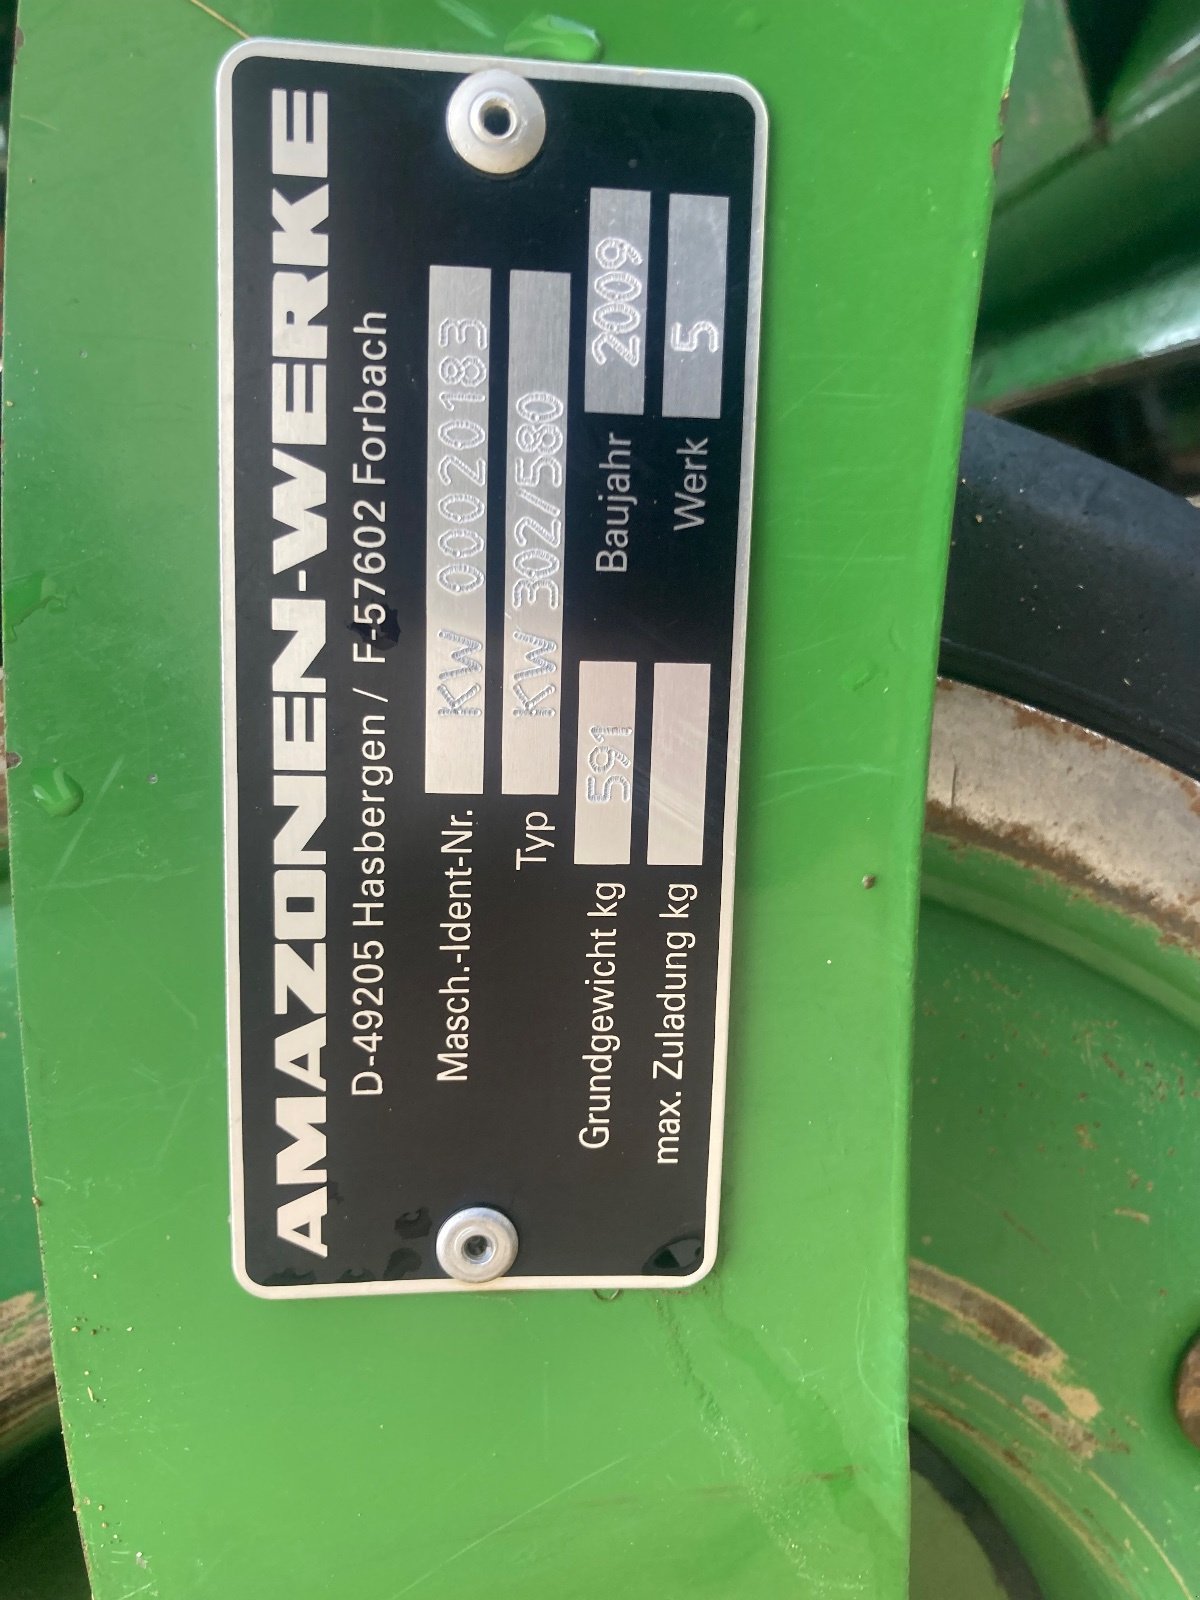 AMAZONEN-WERKE
D-49205 Hasbergen / F-57602 Forbach
Masch.-Ident-Nr. KW 00020183
Typ KW 302/580
Grundgewicht kg 591 Baujahr 2009
max. Zuladung kg Werk 5